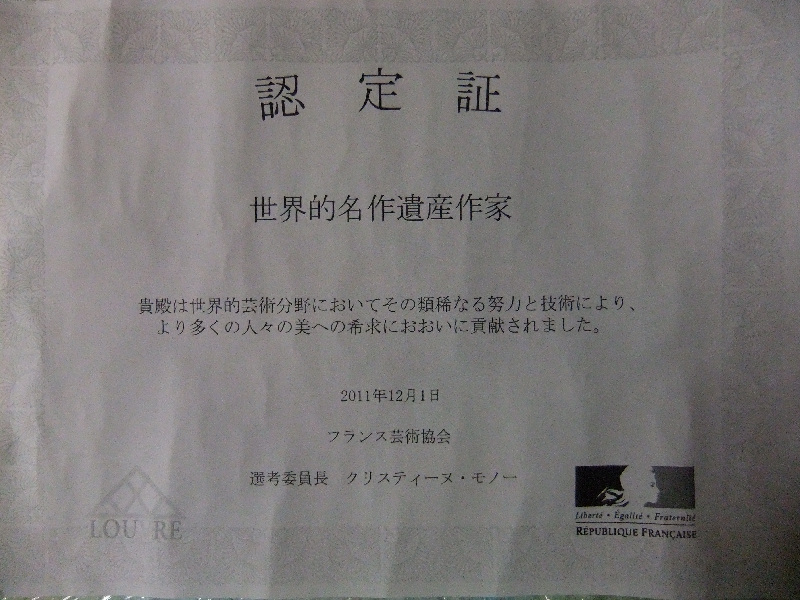 認定証
世界的名作遺産作家
貴殿は世界的芸術分野においてその類稀なる努力と技術により、
より多くの人々の美への希求におおいに貢献されました。
2011年12月1日
フランス芸術協会
選考委員長 クリスティーヌ・モノー
LOU RE
Liberté • Égalité • Fraternité
RÉPUBLIQUE FRANÇAISE